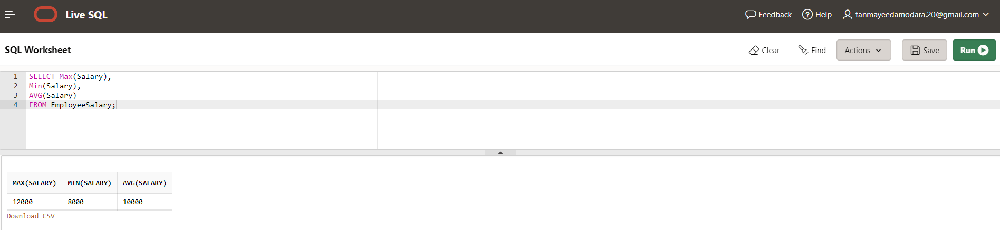 Live SQL
Feedback
Help
tanmayeedamodara.20@gmail.com
SQL Worksheet
Clear
Find
Actions
Save
Run
1 SELECT Max(Salary),
2 Min(Salary),
3 AVG(Salary)
4 FROM EmployeeSalary;
MAX(SALARY) MIN(SALARY) AVG(SALARY)
12000 8000 10000
Download CSV